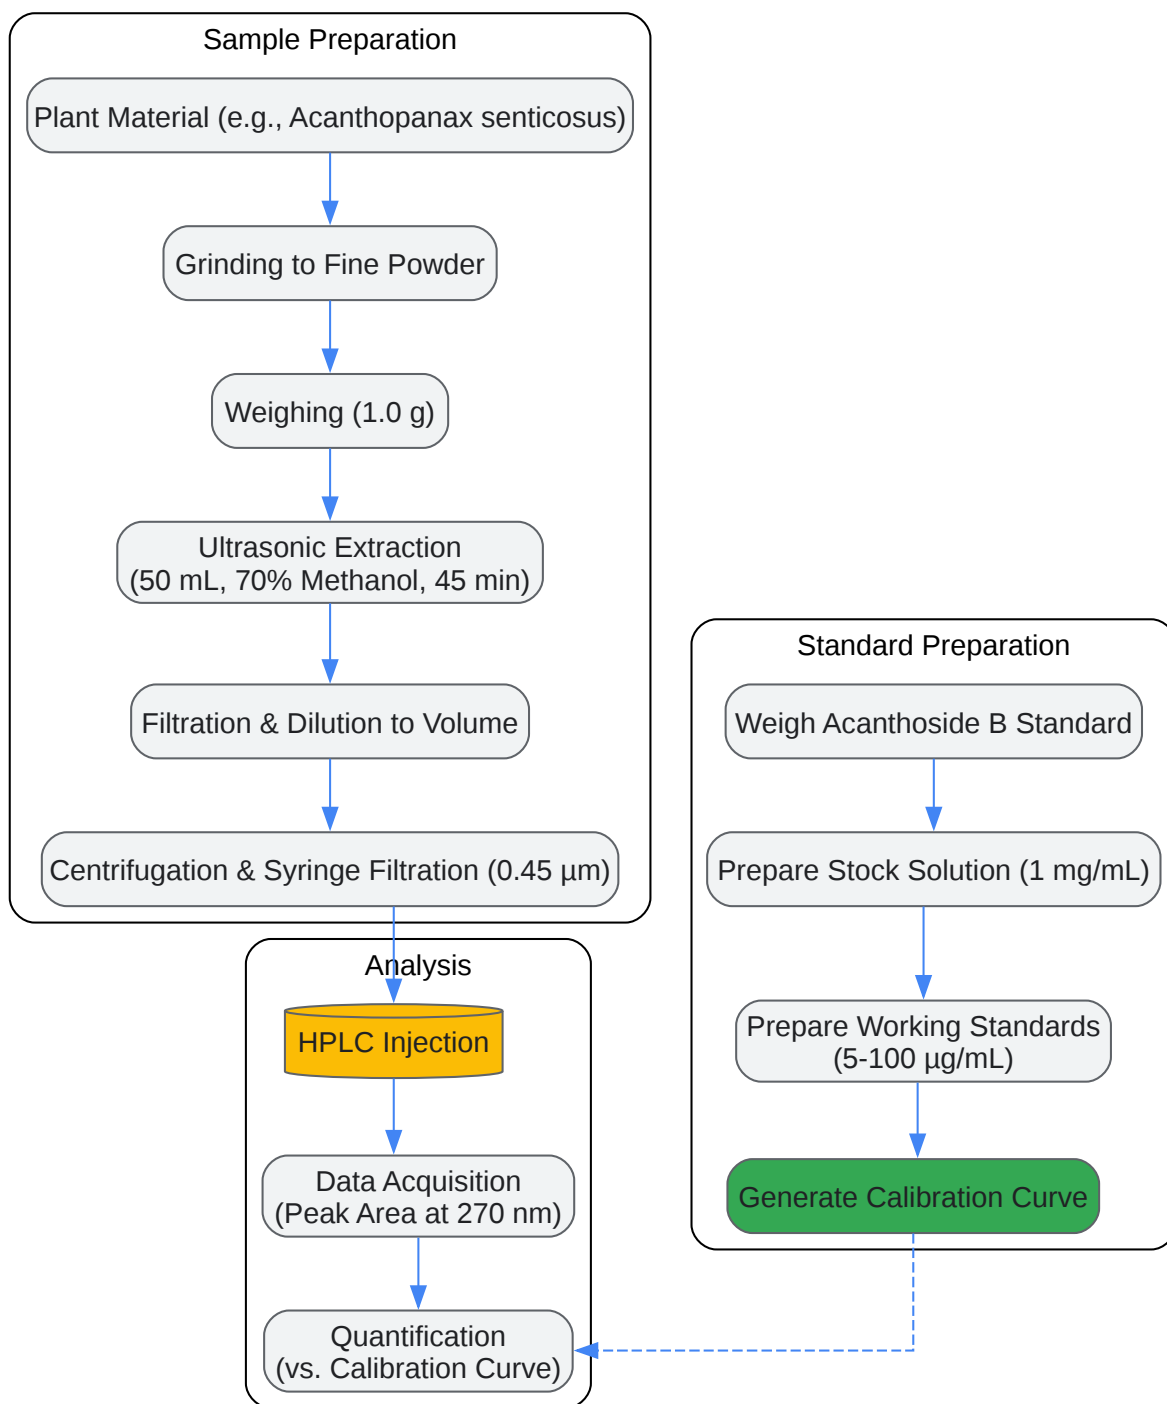 Sample Preparation
Plant Material (e.g., Acanthopanax senticosus)
Grinding to Fine Powder
Weighing (1.0 g)
Ultrasonic Extraction
(50 mL, 70% Methanol, 45 min)
Filtration & Dilution to Volume
Centrifugation & Syringe Filtration (0.45 µm)
Analysis
HPLC Injection
Data Acquisition
(Peak Area at 270 nm)
Quantification
(vs. Calibration Curve)
Standard Preparation
Weigh Acanthoside B Standard
Prepare Stock Solution (1 mg/mL)
Prepare Working Standards
(5-100 µg/mL)
Generate Calibration Curve